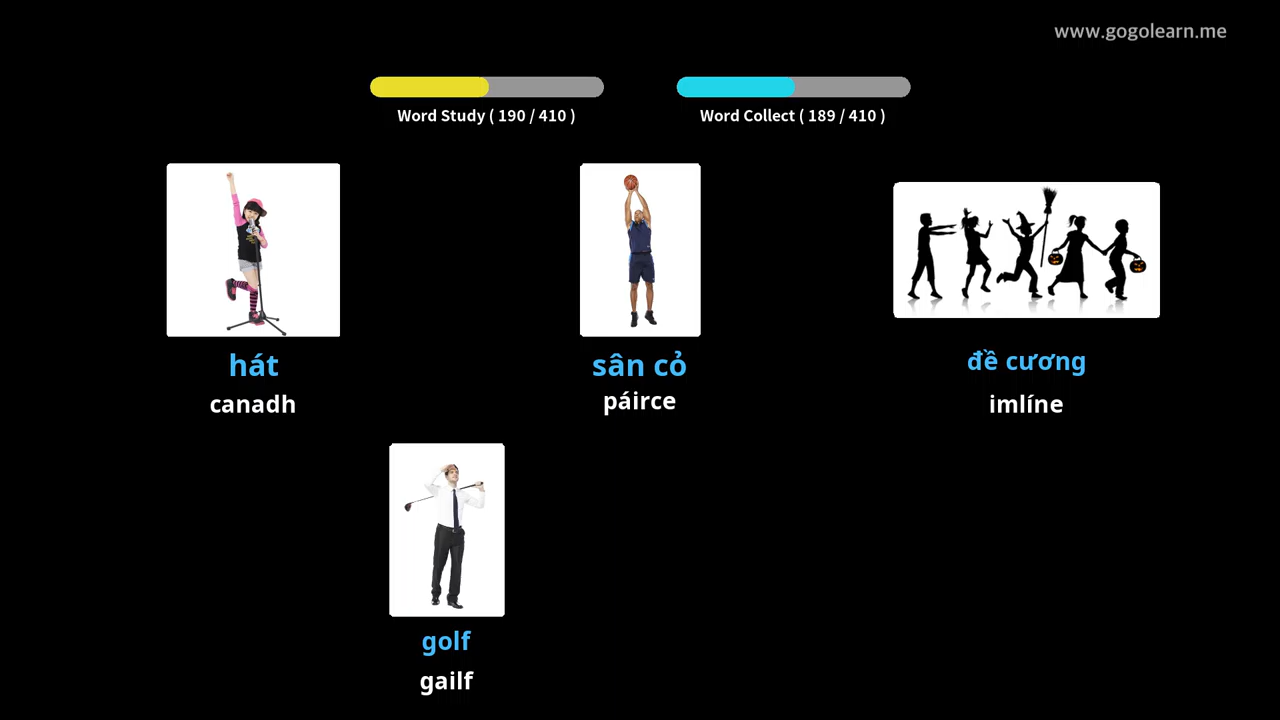 www.gogolearn.me
Word Study ( 190 / 410 )
Word Collect ( 189 / 410 )
hát
canadh
sân cỏ
páirce
đề cương
imlíne
golf
gailf